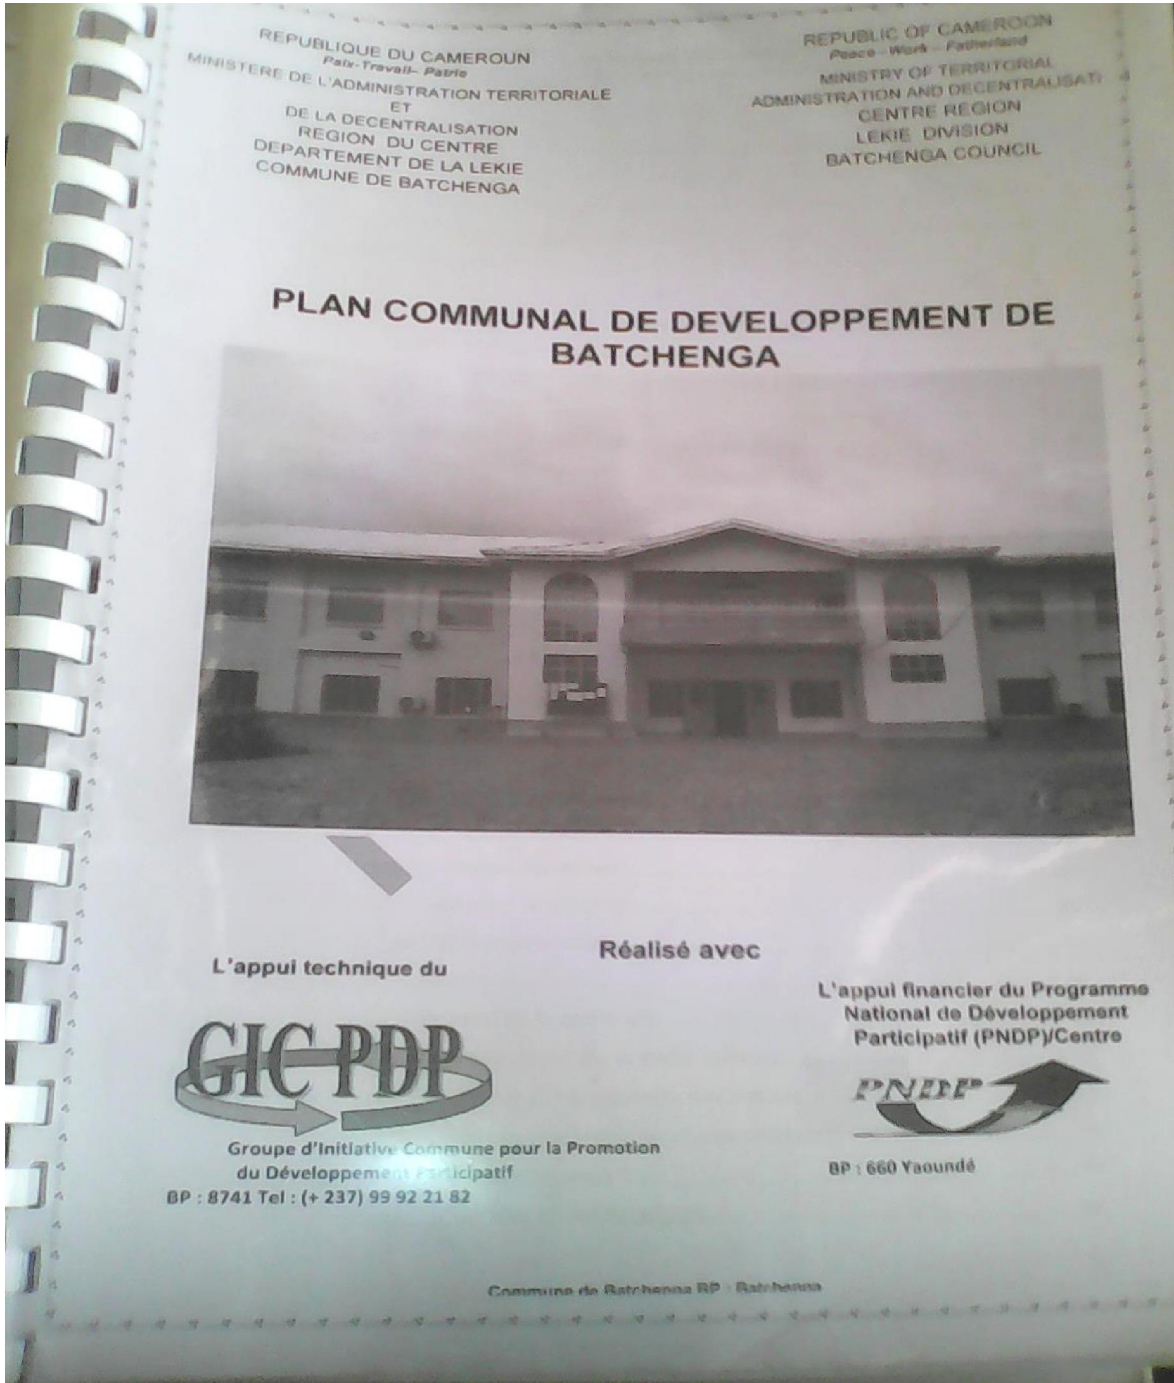 REPUBLIQUE DU CAMEROUN
Paix-Travail- Patrie
MINISTERE DE L'ADMINISTRATION TERRITORIALE
ET
DE LA DECENTRALISATION
REGION DU CENTRE
DEPARTEMENT DE LA LEKIE
COMMUNE DE BATCHENGA
REPUBLIC OF CAMEROON
Peace - Work - Fatherland
MINISTRY OF TERRITORIAL
ADMINISTRATION AND DECENTRALISATI
CENTRE REGION
LEKIE DIVISION
BATCHENGA COUNCIL
PLAN COMMUNAL DE DEVELOPPEMENT DE
BATCHENGA
Réalisé avec
L'appui technique du
GIC PDP
Groupe d'Initiative Commune pour la Promotion
du Développement Participatif
BP : 8741 Tel : (+ 237) 99 92 21 82
L'appui financier du Programme
National de Développement
Participatif (PNDP)/Centre
PNDP
BP : 660 Yaoundé
Commune de Batchenga BP : Batchenga